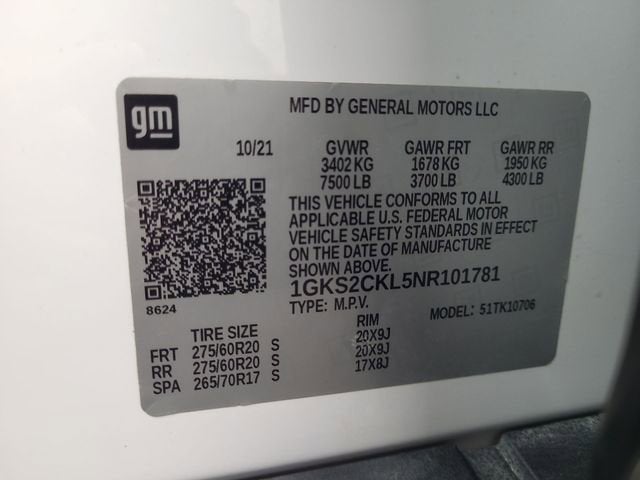 gm
MFD BY GENERAL MOTORS LLC
10/21 GVWR GAWR FRT GAWR RR
3402 KG 1678 KG 1950 KG
7500 LB 3700 LB 4300 LB
THIS VEHICLE CONFORMS TO ALL
APPLICABLE U.S. FEDERAL MOTOR
VEHICLE SAFETY STANDARDS IN EFFECT
ON THE DATE OF MANUFACTURE
SHOWN ABOVE.
1GKS2CKL5NR101781
8624 TYPE: M.P.V. MODEL: 51TK10706
TIRE SIZE RIM
FRT 275/60R20 S 20X9J
RR 275/60R20 S 20X9J
SPA 265/70R17 S 17X8J